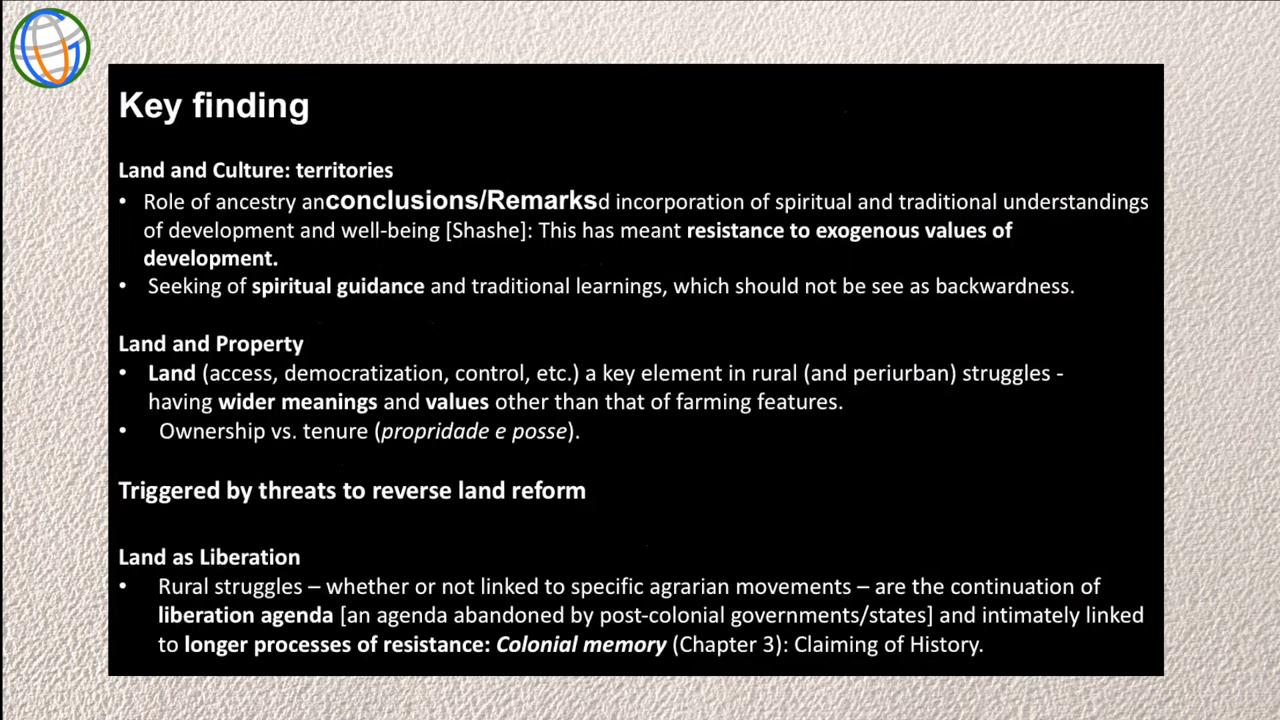 Key finding
Land and Culture: territories
• Role of ancestry anconclusions/Remarksd incorporation of spiritual and traditional understandings
of development and well-being [Shashe]: This has meant resistance to exogenous values of
development.
• Seeking of spiritual guidance and traditional learnings, which should not be see as backwardness.
Land and Property
• Land (access, democratization, control, etc.) a key element in rural (and periurban) struggles -
having wider meanings and values other than that of farming features.
• Ownership vs. tenure (propridade e posse).
Triggered by threats to reverse land reform
Land as Liberation
• Rural struggles – whether or not linked to specific agrarian movements – are the continuation of
liberation agenda [an agenda abandoned by post-colonial governments/states] and intimately linked
to longer processes of resistance: Colonial memory (Chapter 3): Claiming of History.